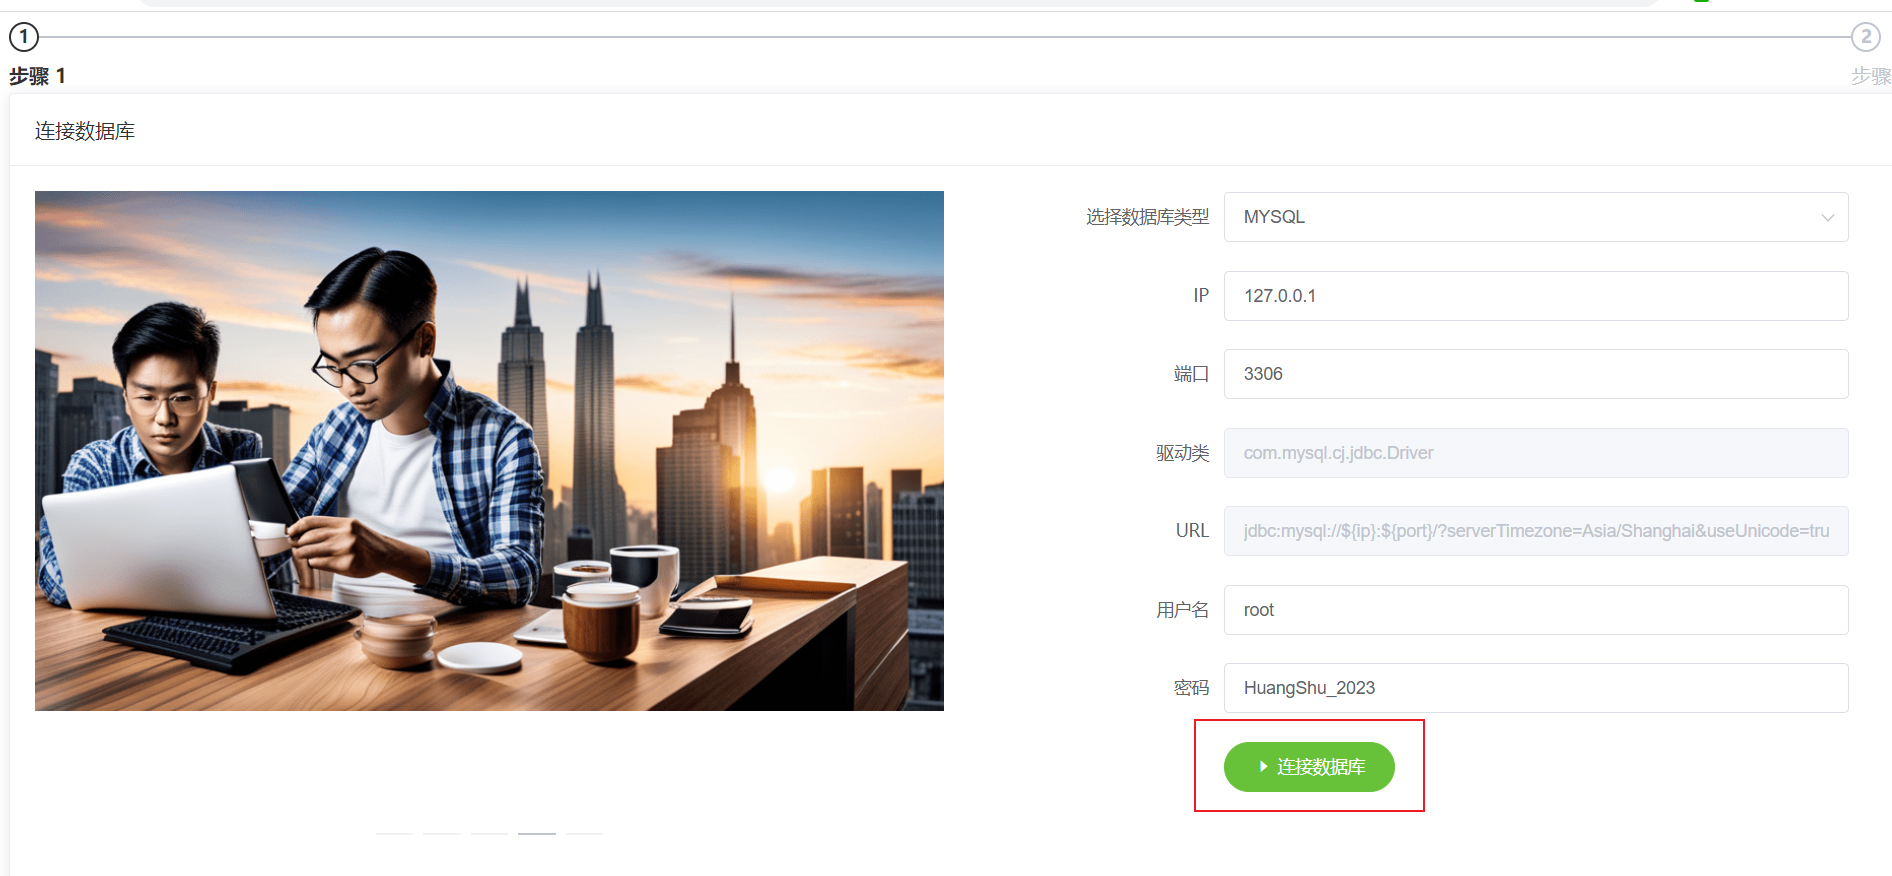 1
2
步骤 1
步骤
连接数据库
选择数据库类型 MYSQL
IP 127.0.0.1
端口 3306
驱动类 com.mysql.cj.jdbc.Driver
URL jdbc:mysql://${ip}:${port}/?serverTimezone=Asia/Shanghai&useUnicode=tru
用户名 root
密码 HuangShu_2023
连接数据库